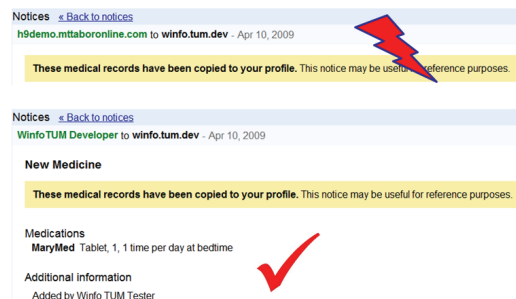 Notices « Back to notices
h9demo.mttaboronline.com to winfo.tum.dev - Apr 10, 2009
These medical records have been copied to your profile. This notice may be useful reference purposes.
Notices « Back to notices
WinfoTUM Developer to winfo.tum.dev - Apr 10, 2009
New Medicine
These medical records have been copied to your profile. This notice may be useful for reference purposes.
Medications
MaryMed Tablet, 1, 1 time per day at bedtime
Additional information
Added by Winfo TUM Tester